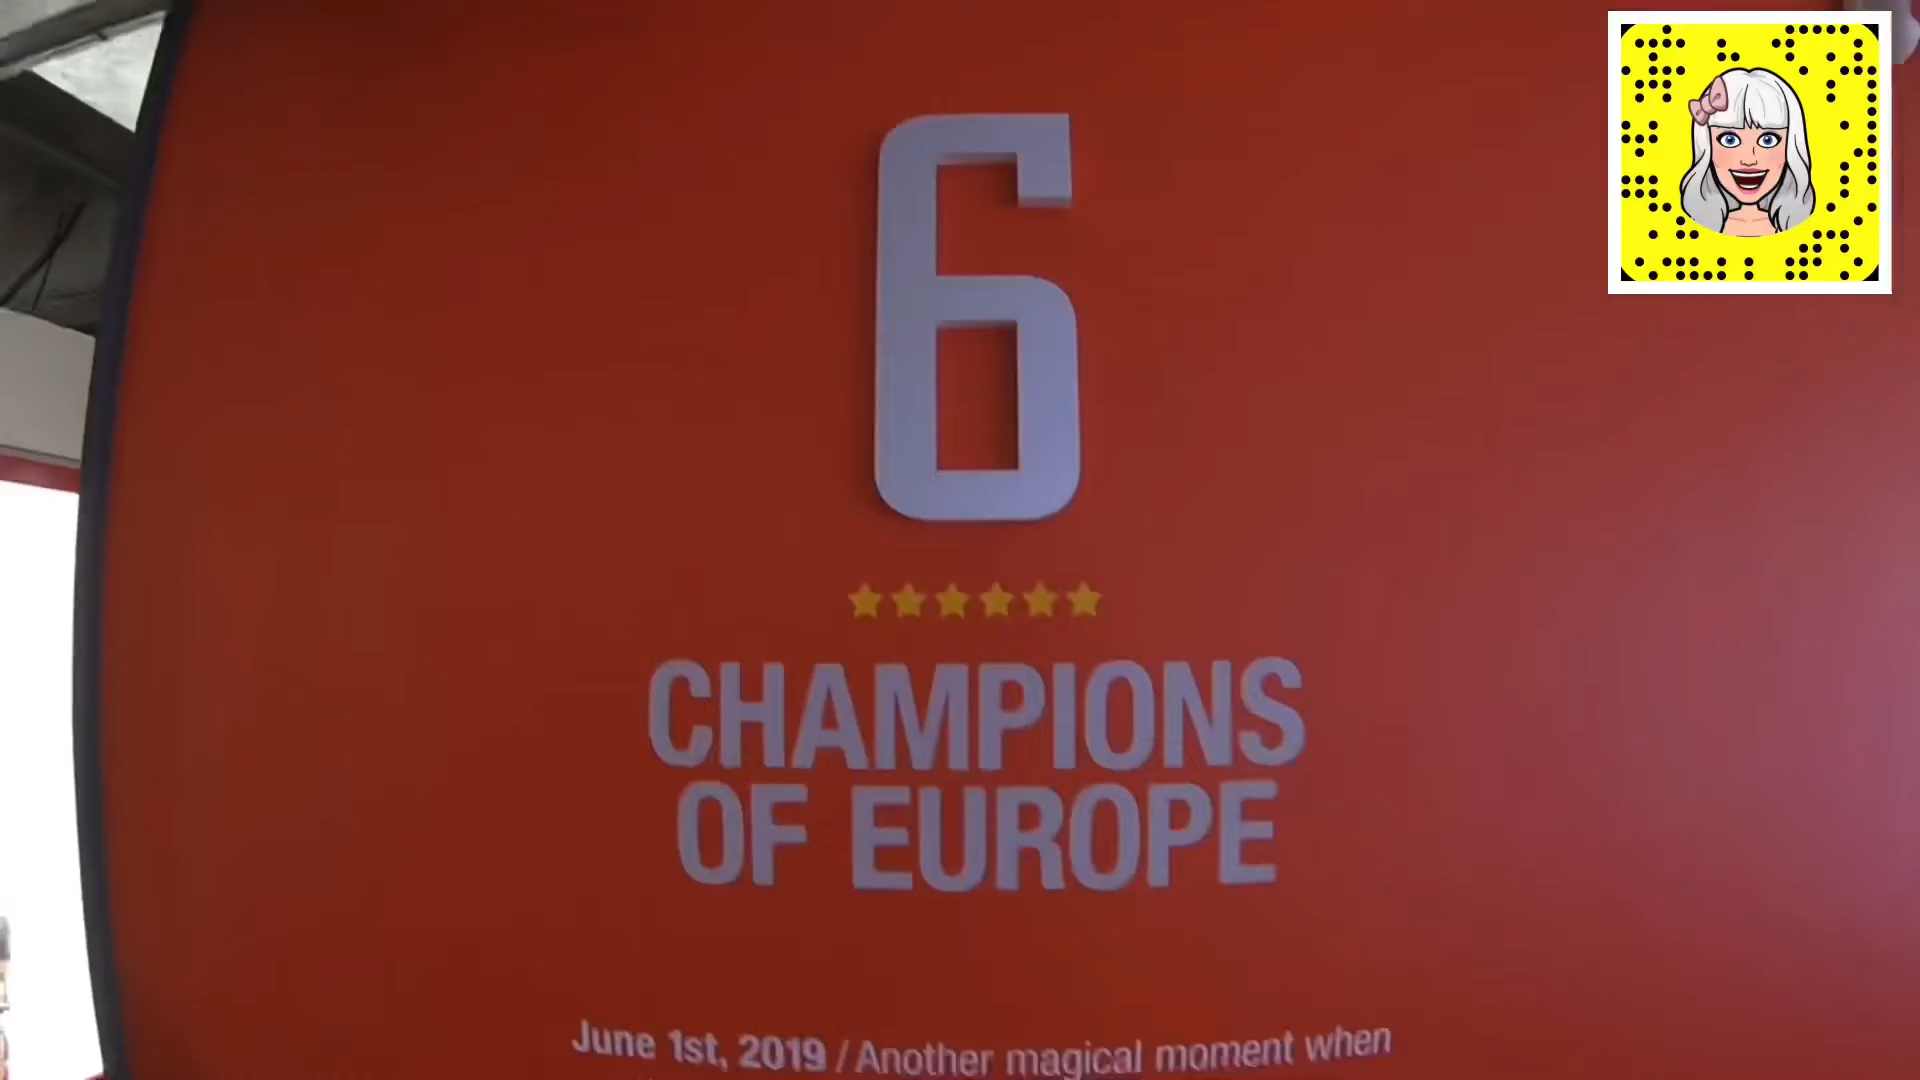 6
CHAMPIONS
OF EUROPE
June 1st, 2019 / Another magical moment when